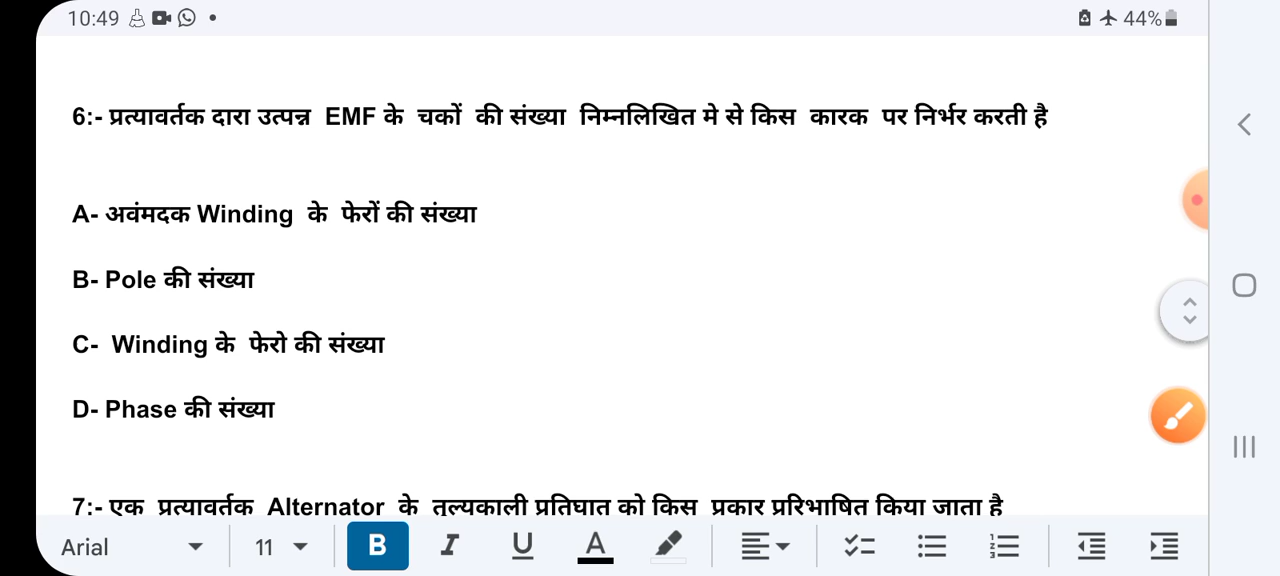 10:49 44%
6:- प्रत्यावर्तक दारा उत्पन्न EMF के चकों की संख्या निम्नलिखित मे से किस कारक पर निर्भर करती है
A- अवंमदक Winding के फेरों की संख्या
B- Pole की संख्या
C- Winding के फेरो की संख्या
D- Phase की संख्या
7:- एक प्रत्यावर्तक Alternator के तुल्यकाली प्रतिघात को किस प्रकार प्ररिभाषित किया जाता है
Arial 11 B I U A